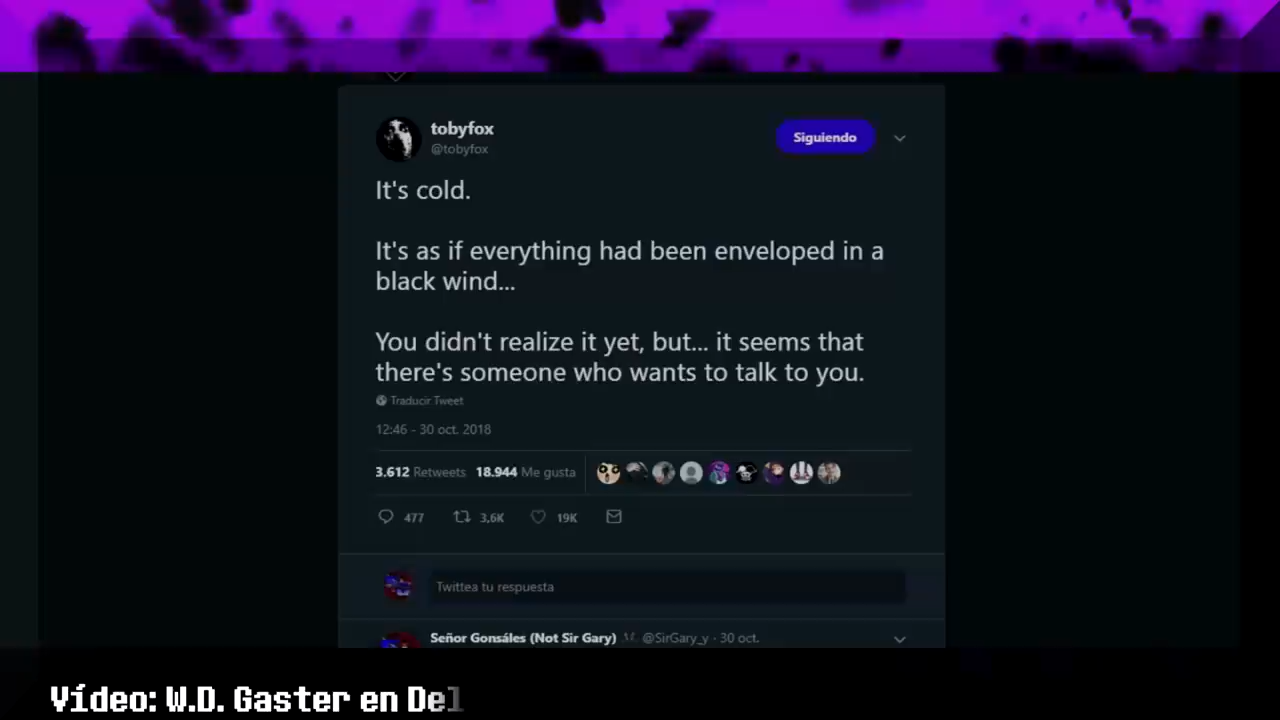 tobyfox
@tobyfox
Siguiendo
It's cold.
It's as if everything had been enveloped in a
black wind...
You didn't realize it yet, but... it seems that
there's someone who wants to talk to you.
Traducir Tweet
12:46 - 30 oct. 2018
3.612 Retweets 18.944 Me gusta
477 3,6K 19K
Twittea tu respuesta
Señor Gonsáles (Not Sir Gary) @SirGary_y · 30 oct.
Vídeo: W.D. Gaster en Del